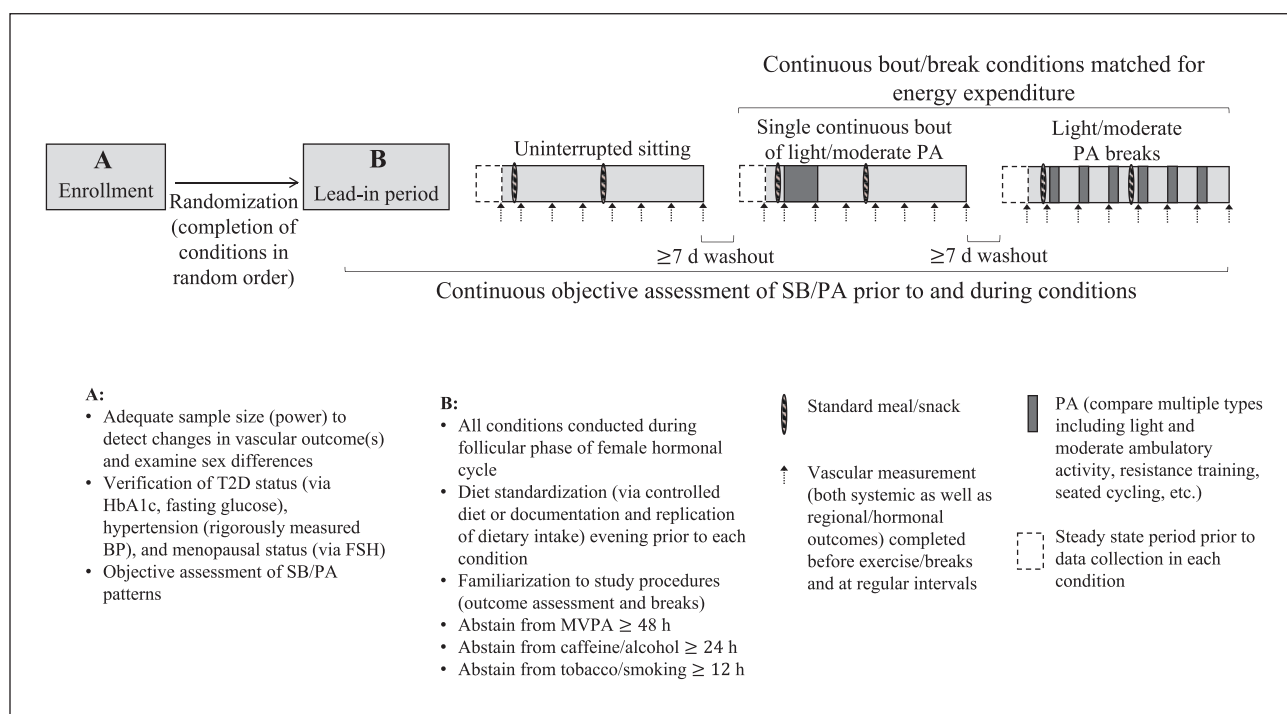 Continuous bout/break conditions matched for
energy expenditure
A
Enrollment
Randomization
(completion of
conditions in
random order)
B
Lead-in period
Uninterrupted sitting
Single continuous bout
of light/moderate PA
Light/moderate
PA breaks
≥7 d washout
≥7 d washout
Continuous objective assessment of SB/PA prior to and during conditions
A:
• Adequate sample size (power) to
detect changes in vascular outcome(s)
and examine sex differences
• Verification of T2D status (via
HbA1c, fasting glucose),
hypertension (rigorously measured
BP), and menopausal status (via FSH)
• Objective assessment of SB/PA
patterns
B:
• All conditions conducted during
follicular phase of female hormonal
cycle
• Diet standardization (via controlled
diet or documentation and replication
of dietary intake) evening prior to each
condition
• Familiarization to study procedures
(outcome assessment and breaks)
• Abstain from MVPA ≥ 48 h
• Abstain from caffeine/alcohol ≥ 24 h
• Abstain from tobacco/smoking ≥ 12 h
Standard meal/snack
Vascular measurement
(both systemic as well as
regional/hormonal
outcomes) completed
before exercise/breaks
and at regular intervals
PA (compare multiple types
including light and
moderate ambulatory
activity, resistance training,
seated cycling, etc.)
Steady state period prior to
data collection in each
condition